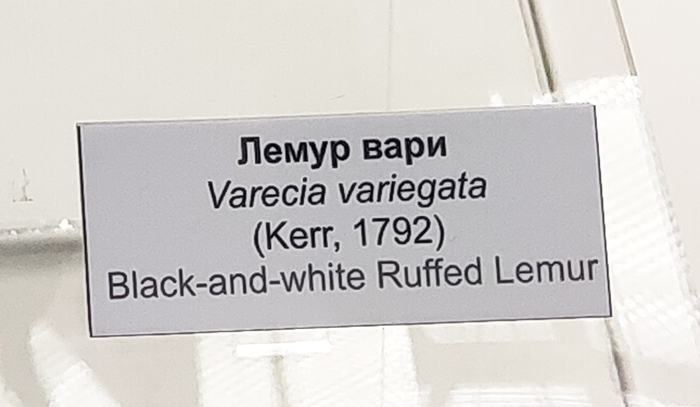 Лемур вари
Varecia variegata
(Kerr, 1792)
Black-and-white Ruffed Lemur